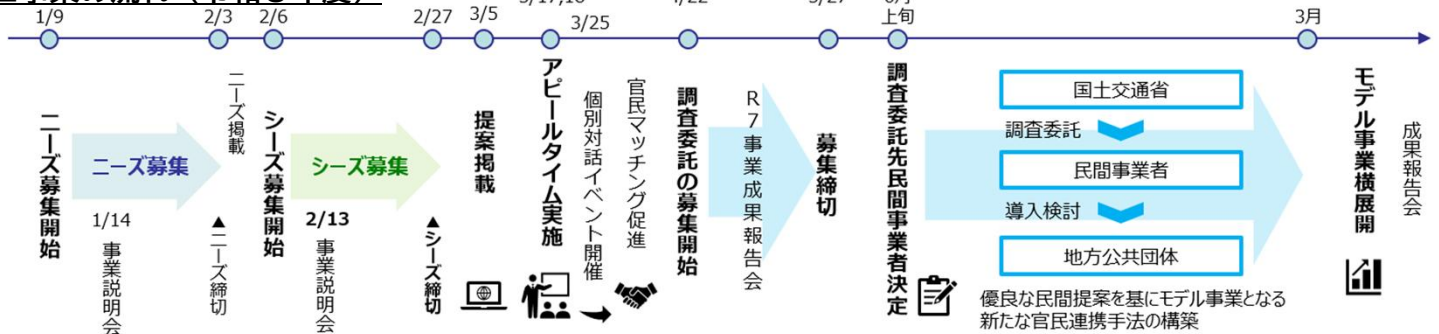 1/9
2/3
2/6
2/27
3/5
3/25
上旬
3月
ニーズ募集開始
ニーズ募集
1/14
事業説明会
ニーズ掲載
▲ニーズ締切
シーズ募集開始
シーズ募集
2/13
事業説明会
▲シーズ締切
提案掲載
アピールタイム実施
個別対話イベント開催
官民マッチング促進
調査委託の募集開始
R7事業成果報告会
募集締切
調査委託先民間事業者決定
国土交通省
調査委託
民間事業者
導入検討
地方公共団体
優良な民間提案を基にモデル事業となる
新たな官民連携手法の構築
モデル事業横展開
成果報告会